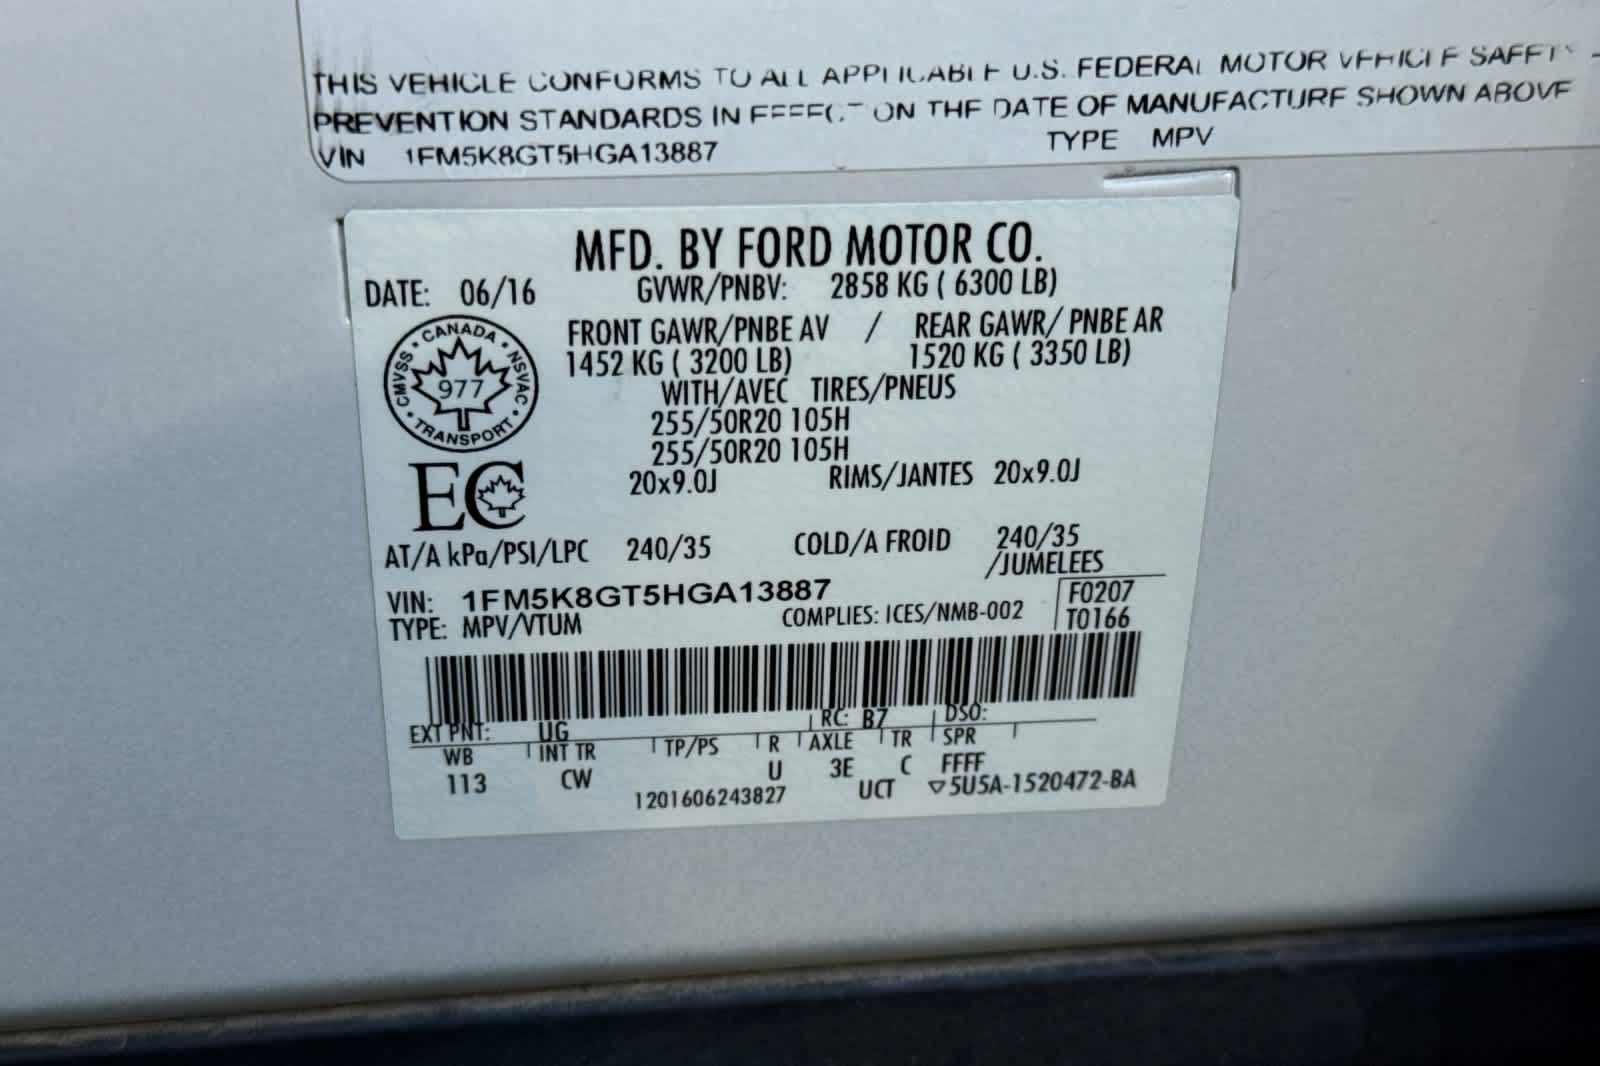 THIS VEHICLE CONFORMS TO ALL APPLICABLE U.S. FEDERAL MOTOR VEHICLE SAFETY
PREVENTION STANDARDS IN EFFECT ON THE DATE OF MANUFACTURE SHOWN ABOVE
VIN 1FM5K8GT5HGA13887 TYPE MPV
MFD. BY FORD MOTOR CO.
DATE: 06/16 GVWR/PNBV: 2858 KG ( 6300 LB)
FRONT GAWR/PNBE AV / REAR GAWR/ PNBE AR
1452 KG ( 3200 LB) 1520 KG ( 3350 LB)
WITH/AVEC TIRES/PNEUS
255/50R20 105H
255/50R20 105H
20x9.0J RIMS/JANTES 20x9.0J
CANADA · NSVAC · TRANSPORT · CMVSS ·
977
EC
AT/A kPa/PSI/LPC 240/35 COLD/A FROID 240/35
/JUMELEES
VIN: 1FM5K8GT5HGA13887 F0207
TYPE: MPV/VTUM COMPLIES: ICES/NMB-002 T0166
EXT PNT: UG RC: B7 DSO:
WB INT TR TP/PS R AXLE TR SPR
113 CW U 3E C FFFF
1201606243827 UCT ▽5U5A-1520472-BA